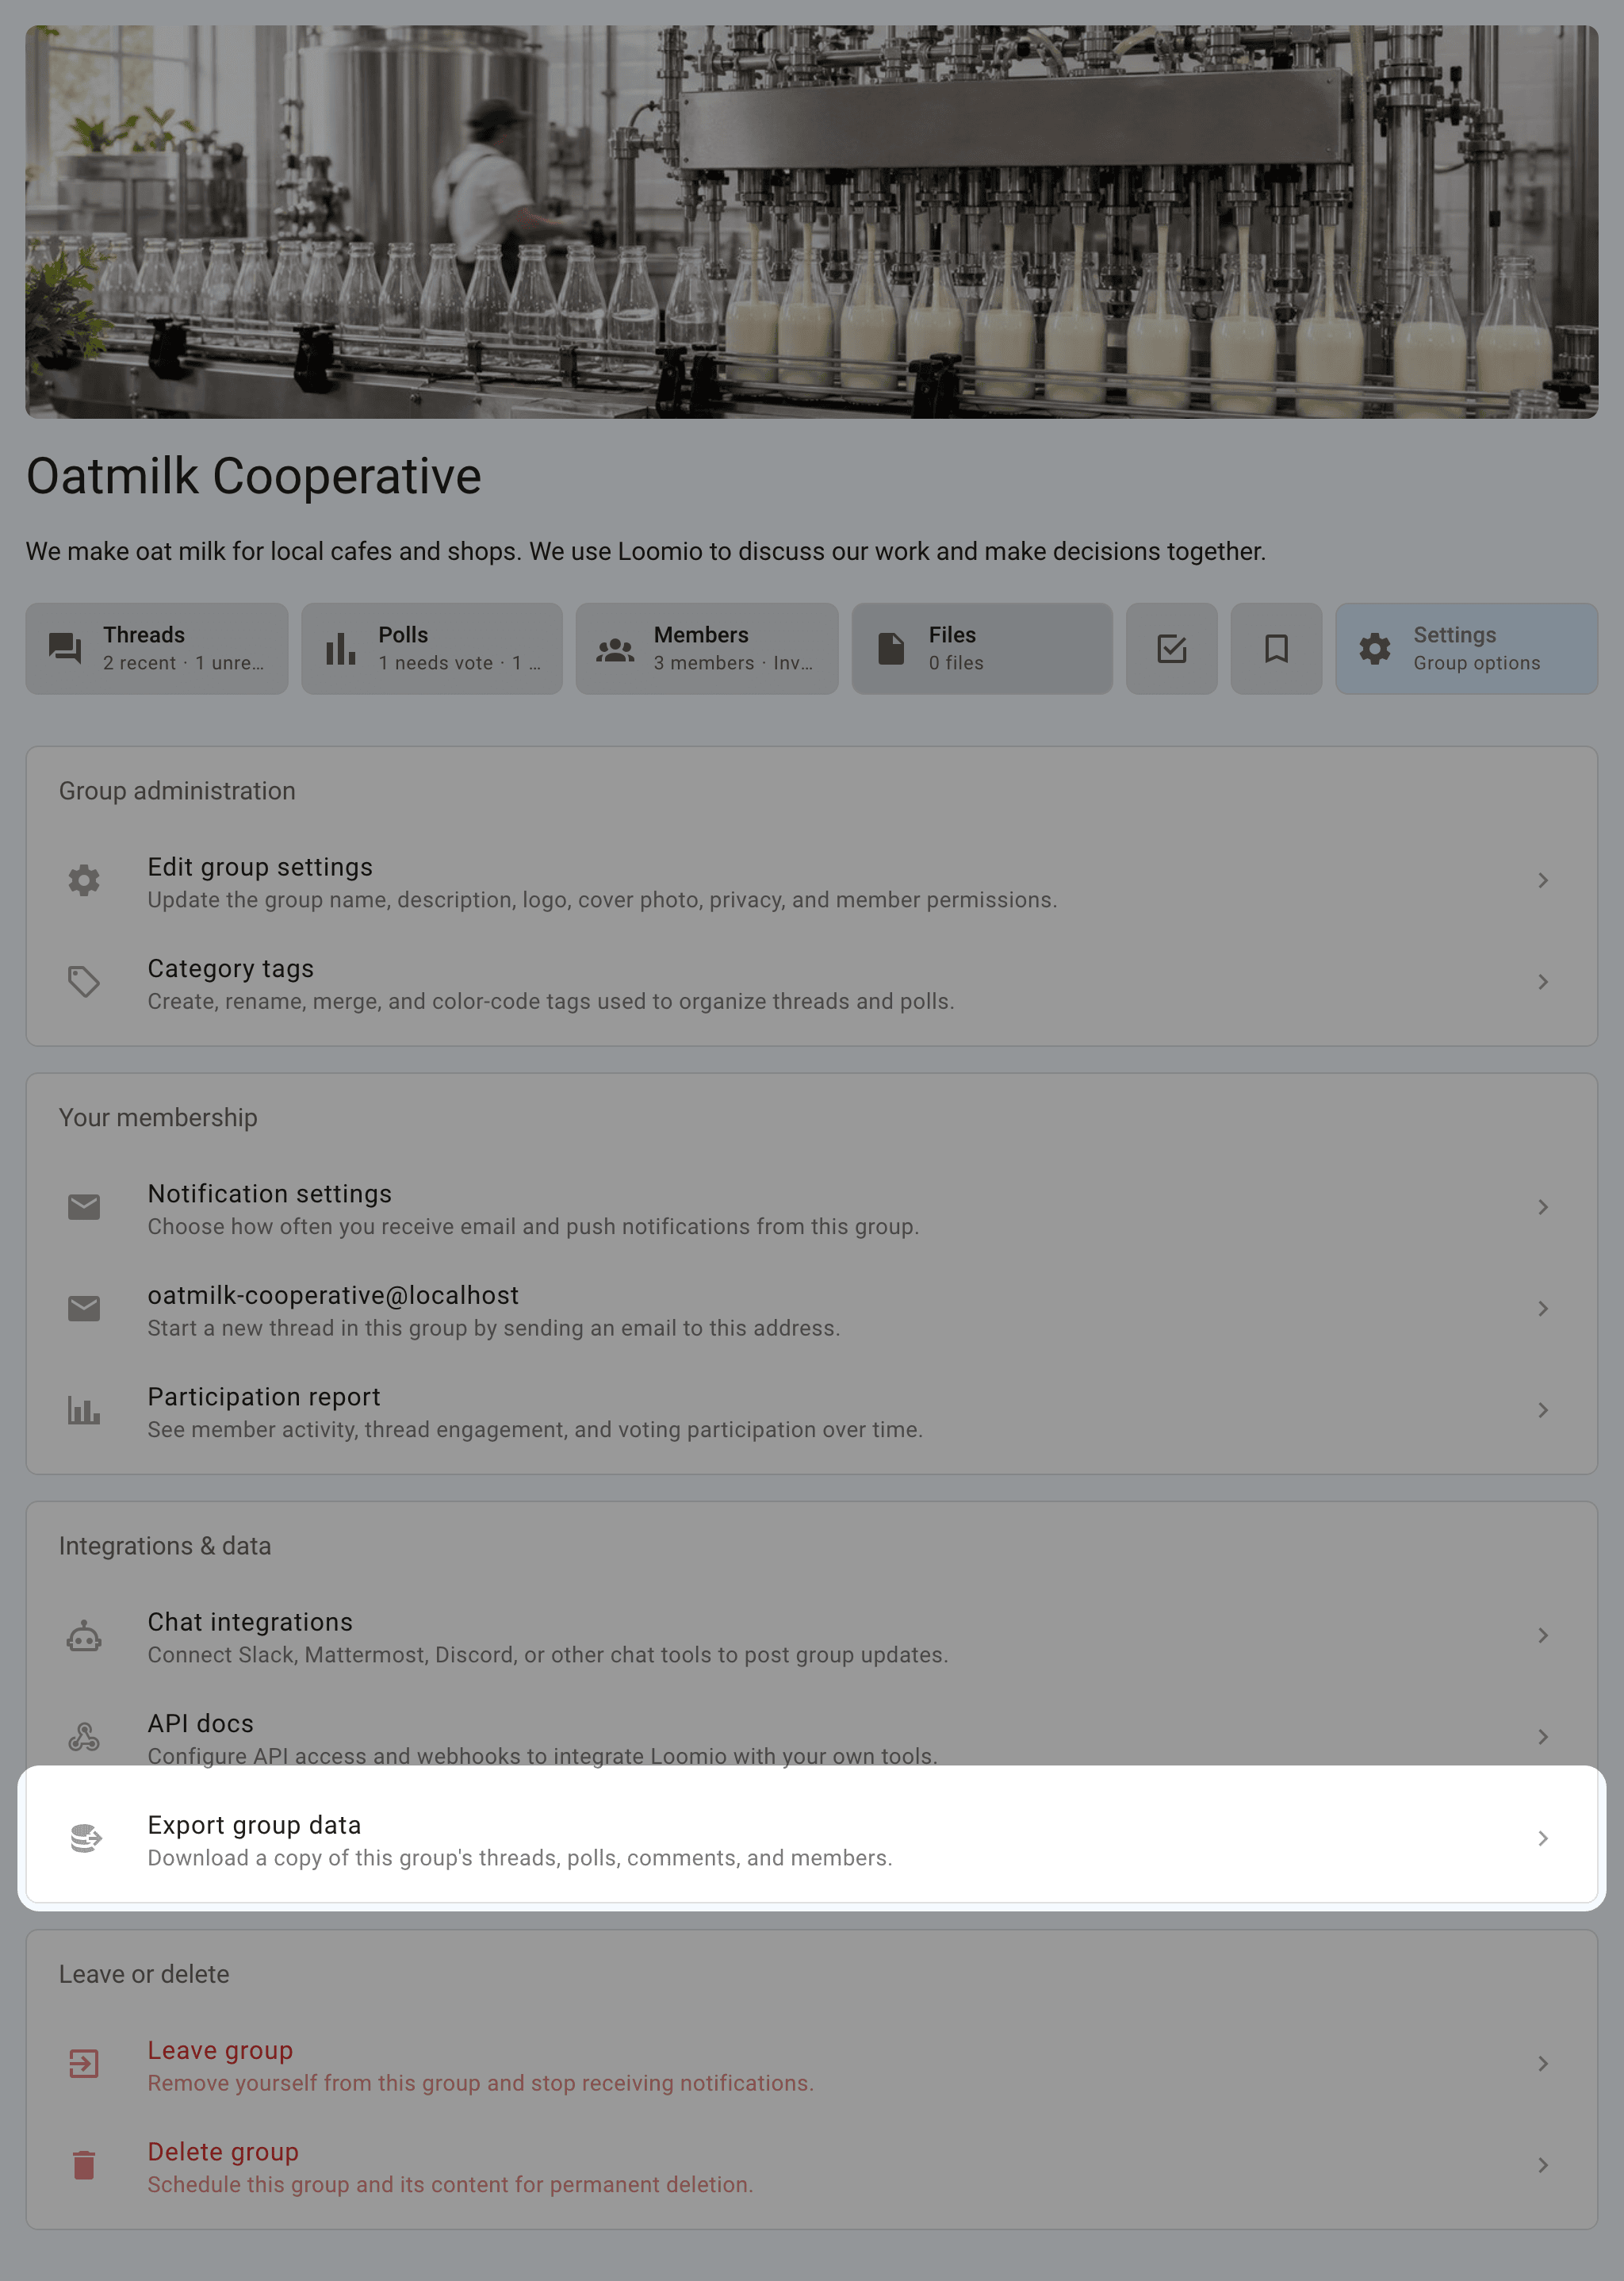 Oatmilk Cooperative
We make oat milk for local cafes and shops. We use Loomio to discuss our work and make decisions together.
Threads
2 recent · 1 unre...
Polls
1 needs vote · 1 ...
Members
3 members · Inv...
Files
0 files
Settings
Group options
Group administration
Edit group settings
Update the group name, description, logo, cover photo, privacy, and member permissions.
Category tags
Create, rename, merge, and color-code tags used to organize threads and polls.
Your membership
Notification settings
Choose how often you receive email and push notifications from this group.
oatmilk-cooperative@localhost
Start a new thread in this group by sending an email to this address.
Participation report
See member activity, thread engagement, and voting participation over time.
Integrations & data
Chat integrations
Connect Slack, Mattermost, Discord, or other chat tools to post group updates.
API docs
Configure API access and webhooks to integrate Loomio with your own tools.
Export group data
Download a copy of this group's threads, polls, comments, and members.
Leave or delete
Leave group
Remove yourself from this group and stop receiving notifications.
Delete group
Schedule this group and its content for permanent deletion.